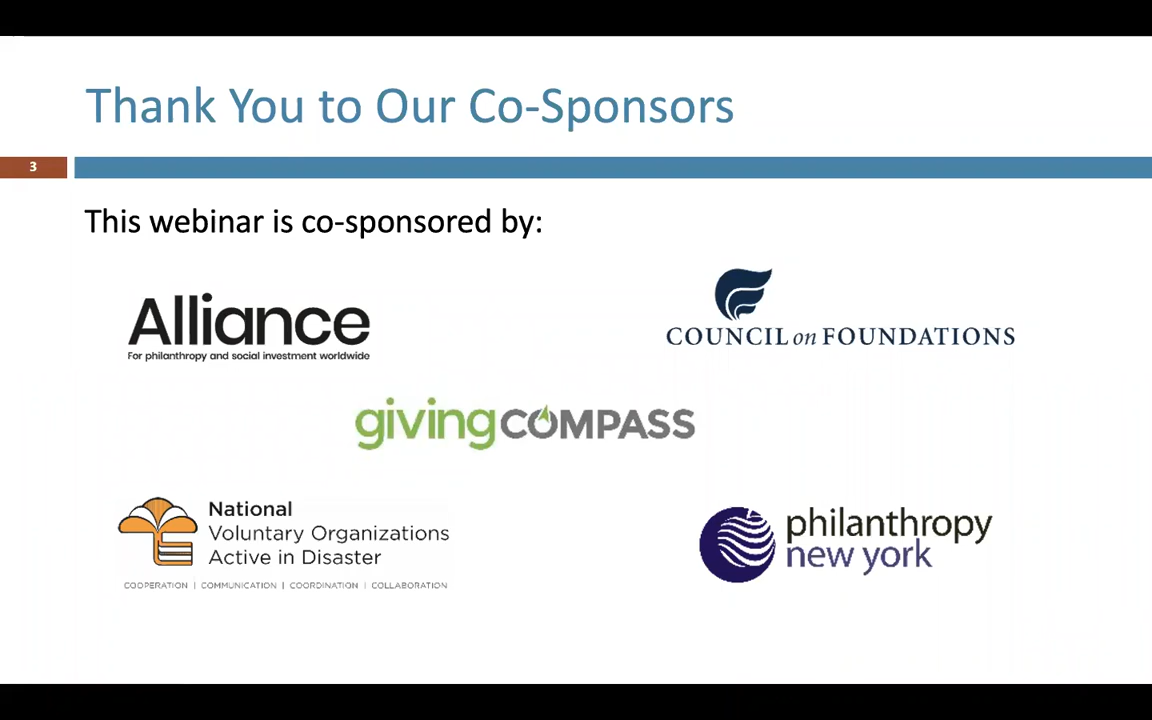 Thank You to Our Co-Sponsors
3
This webinar is co-sponsored by:
Alliance
For philanthropy and social investment worldwide
COUNCIL on FOUNDATIONS
givingCOMPASS
National
Voluntary Organizations
Active in Disaster
COOPERATION | COMMUNICATION | COORDINATION | COLLABORATION
philanthropy
new york